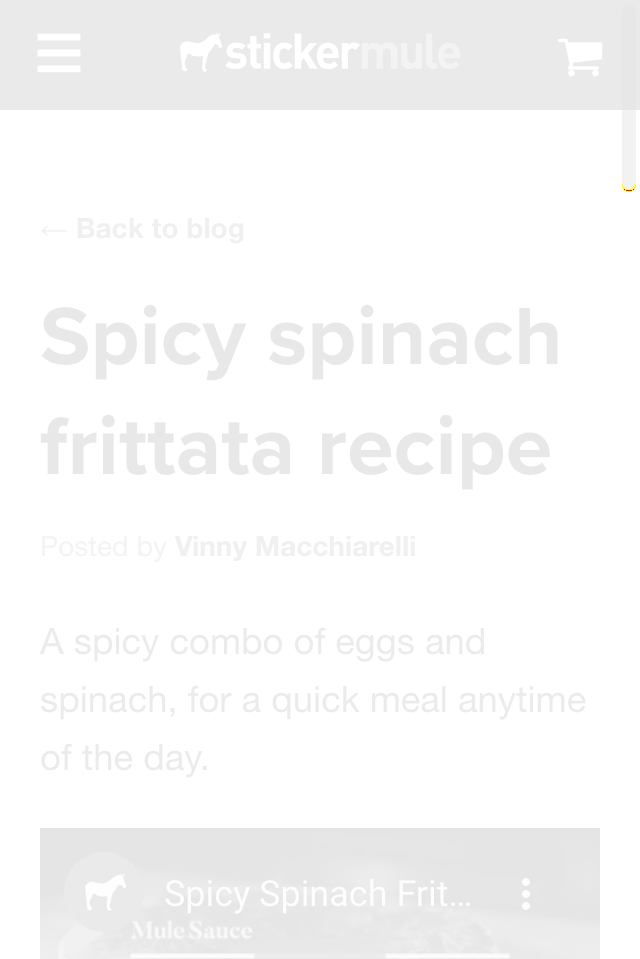 stickermule
← Back to blog
Spicy spinach
frittata recipe
Posted by Vinny Macchiarelli
A spicy combo of eggs and
spinach, for a quick meal anytime
of the day.
Spicy Spinach Frit...
Mule Sauce